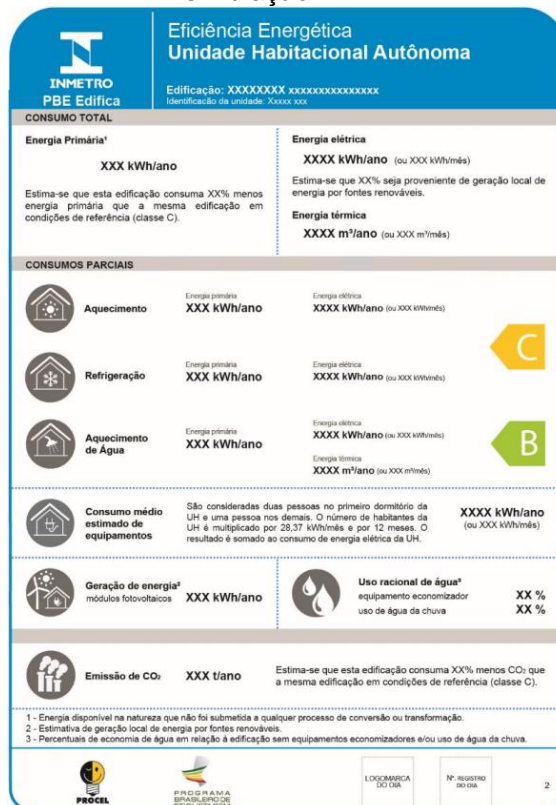 Eficiência Energética
Unidade Habitacional Autônoma
INMETRO
PBE Edifica
Edificação: XXXXXXXX xxxxxxxxxxxxxxx
Identificação da unidade: Xxxxx xxx
CONSUMO TOTAL
Energia Primária¹
XXX kWh/ano
Estima-se que esta edificação consuma XX% menos
energia primária que a mesma edificação em
condições de referência (classe C).
Energia elétrica
XXXX kWh/ano (ou XXX kWh/mês)
Estima-se que XX% seja proveniente de geração local de
energia por fontes renováveis.
Energia térmica
XXXX m³/ano (ou XXX m³/mês)
CONSUMOS PARCIAIS
Aquecimento
Energia primária
XXX kWh/ano
Energia elétrica
XXXX kWh/ano (ou XXX kWh/mês)
C
Refrigeração
Energia primária
XXX kWh/ano
Energia elétrica
XXXX kWh/ano (ou XXX kWh/mês)
Aquecimento
de Água
Energia primária
XXX kWh/ano
Energia elétrica
XXXX kWh/ano (ou XXX kWh/mês)
Energia térmica
XXXX m³/ano (ou XXX m³/mês)
B
Consumo médio
estimado de
equipamentos
São consideradas duas pessoas no primeiro dormitório da
UH e uma pessoa nos demais. O número de habitantes da
UH é multiplicado por 28,37 kWh/mês e por 12 meses. O
resultado é somado ao consumo de energia elétrica da UH.
XXXX kWh/ano
(ou XXX kWh/mês)
Geração de energia²
módulos fotovoltaicos
XXX kWh/ano
Uso racional de água³
equipamento economizador XX %
uso de água da chuva XX %
Emissão de CO₂
XXX t/ano
Estima-se que esta edificação consuma XX% menos CO₂ que
a mesma edificação em condições de referência (classe C).
1 - Energia disponível na natureza que não foi submetida a qualquer processo de conversão ou transformação.
2 - Estimativa de geração local de energia por fontes renováveis.
3 - Percentuais de economia de água em relação à edificação sem equipamentos economizadores e/ou uso de água da chuva.
PROCEL
PROGRAMA
BRASILEIRO DE
LOGOMARCA
DO OIA
Nº. REGISTRO
DO OIA
2